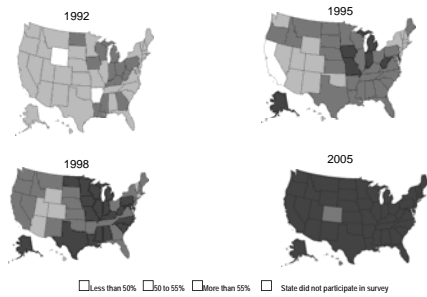 1992
1995
1998
2005
Less than 50% 50 to 55% More than 55% State did not participate in survey